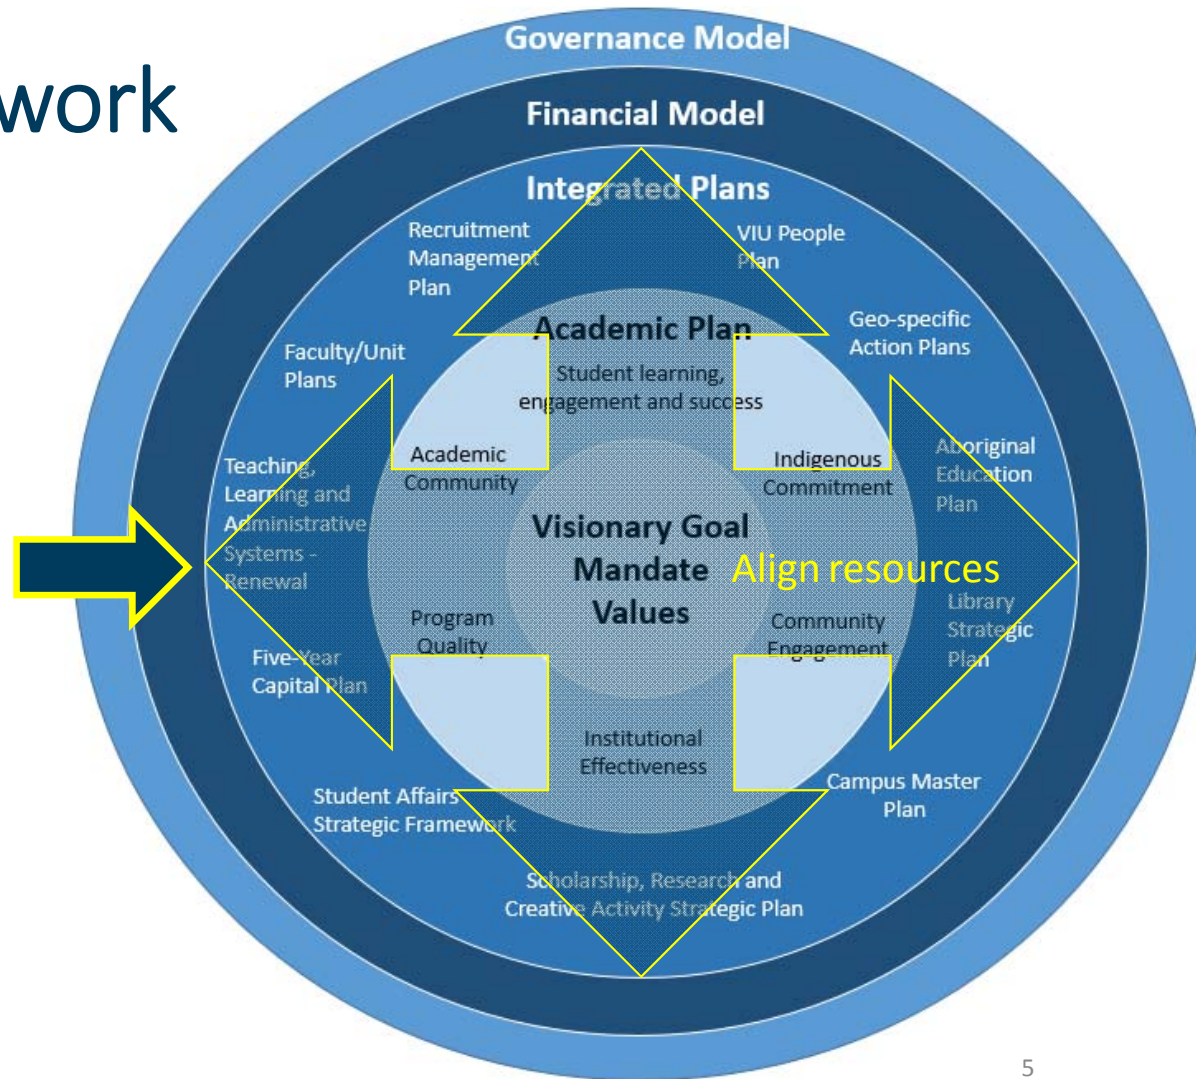 work
Governance Model
Financial Model
Integrated Plans
Recruitment
Management
Plan
VIU People
Plan
Faculty/Unit
Plans
Geo-specific
Action Plans
Academic Plan
Student learning,
engagement and success
Teaching,
Learning and
Administrative
Systems -
Renewal
Academic
Community
Indigenous
Commitment
Aboriginal
Education
Plan
Visionary Goal
Mandate
Values
Align resources
Program
Quality
Community
Engagement
Library
Strategic
Plan
Five-Year
Capital Plan
Institutional
Effectiveness
Student Affairs
Strategic Framework
Campus Master
Plan
Scholarship, Research and
Creative Activity Strategic Plan
5